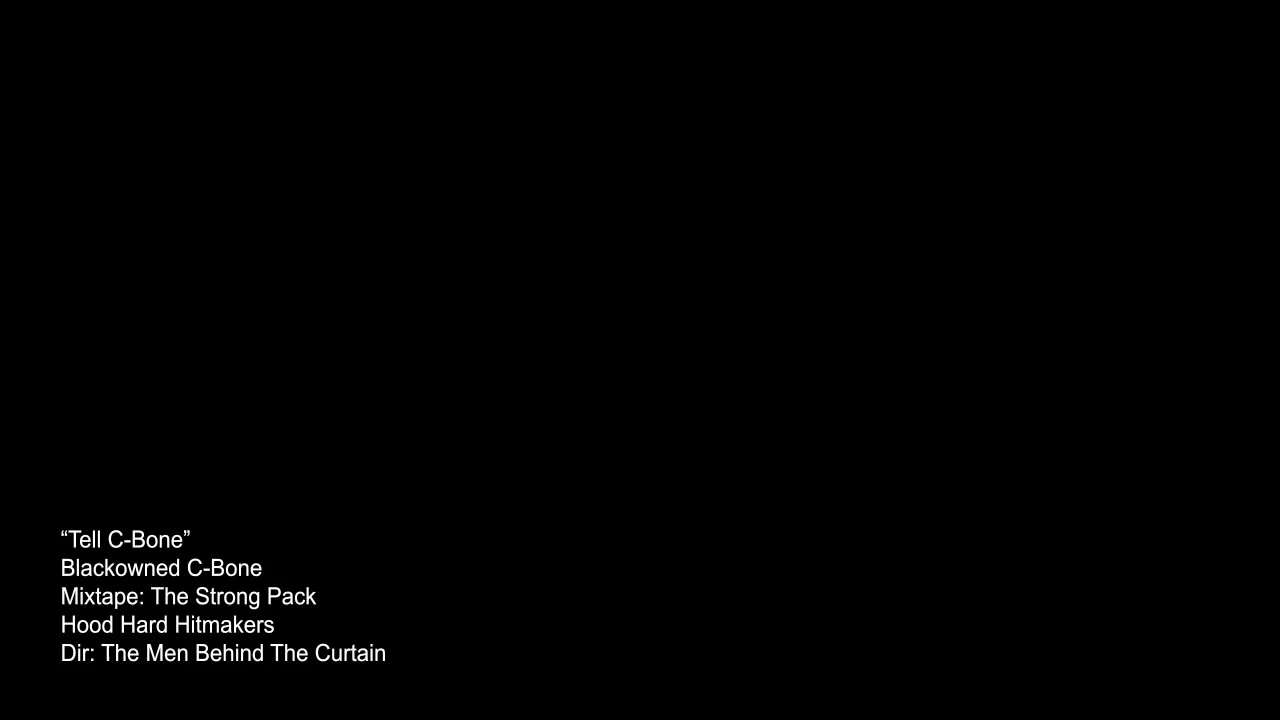 “Tell C-Bone”
Blackowned C-Bone
Mixtape: The Strong Pack
Hood Hard Hitmakers
Dir: The Men Behind The Curtain